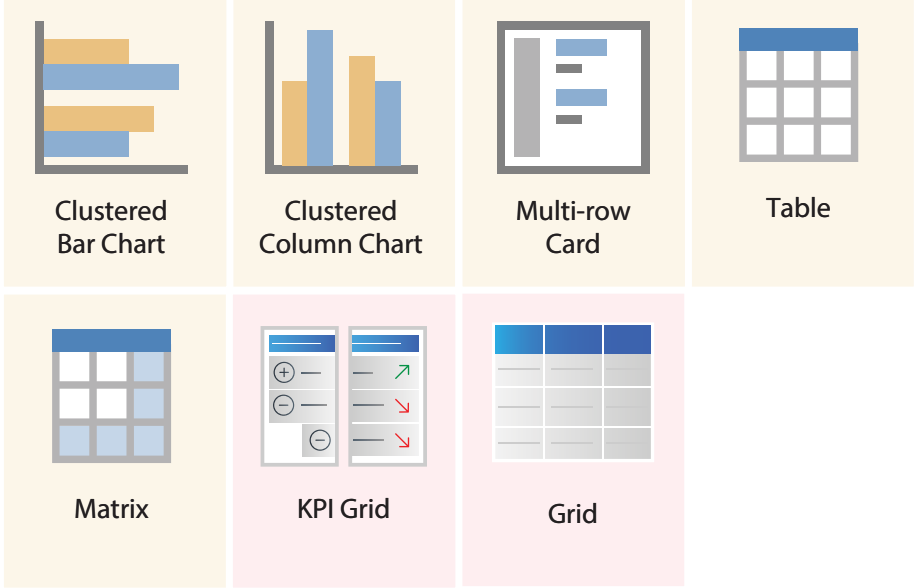 Clustered
Bar Chart
Clustered
Column Chart
Multi-row
Card
Table
Matrix
KPI Grid
Grid